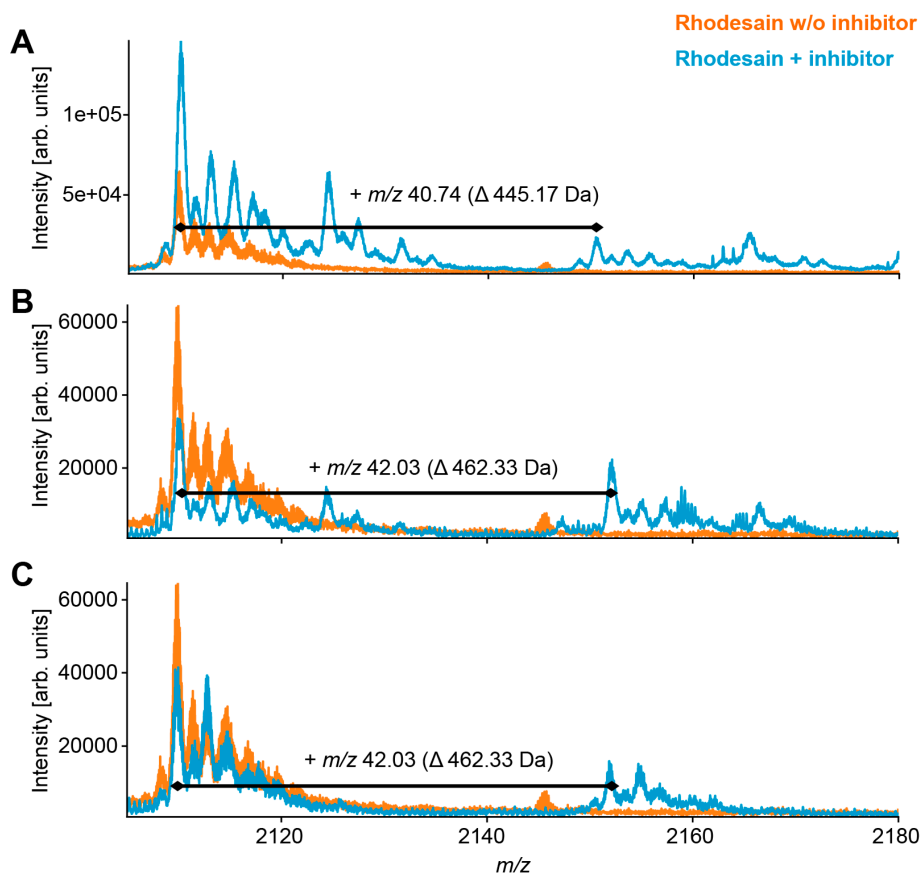 Rhodesain w/o inhibitor
Rhodesain + inhibitor
A
Intensity [arb. units]
1e+05
5e+04
+ m/z 40.74 (Δ 445.17 Da)
B
Intensity [arb. units]
60000
40000
20000
+ m/z 42.03 (Δ 462.33 Da)
C
Intensity [arb. units]
60000
40000
20000
+ m/z 42.03 (Δ 462.33 Da)
2120 2140 2160 2180
m/z